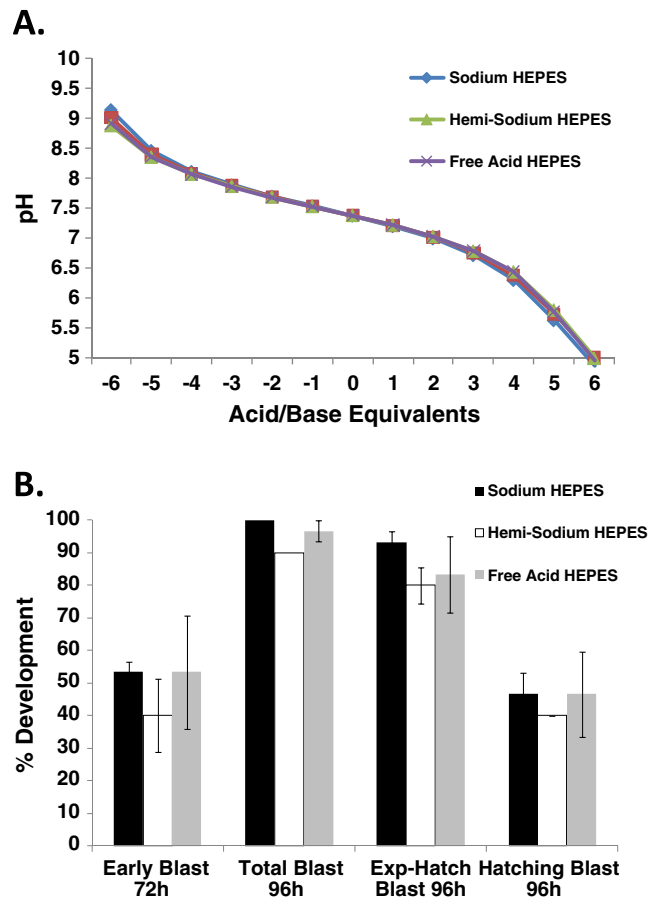 A.
10
9.5
9
8.5
8
7.5
7
6.5
6
5.5
5
pH
Sodium HEPES
Hemi-Sodium HEPES
Free Acid HEPES
-6 -5 -4 -3 -2 -1 0 1 2 3 4 5 6
Acid/Base Equivalents
B.
Sodium HEPES
Hemi-Sodium HEPES
Free Acid HEPES
100
90
80
70
60
50
40
30
20
10
0
% Development
Early Blast
72h
Total Blast
96h
Exp-Hatch
Blast 96h
Hatching Blast
96h